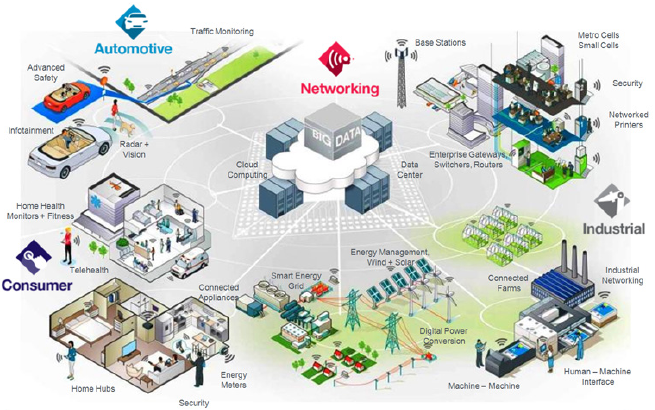 Automotive
Traffic Monitoring
Advanced
Safety
Infotainment
Radar +
Vision
Networking
Base Stations
Metro Cells
Small Cells
Security
Networked
Printers
Enterprise Gateways,
Switchers, Routers
BIG DATA
Cloud
Computing
Data
Center
Home Health
Monitors + Fitness
Telehealth
Consumer
Connected
Appliances
Home Hubs
Security
Energy
Meters
Smart Energy
Grid
Energy Management,
Wind + Solar
Digital Power
Conversion
Industrial
Connected
Farms
Industrial
Networking
Machine – Machine
Human – Machine
Interface